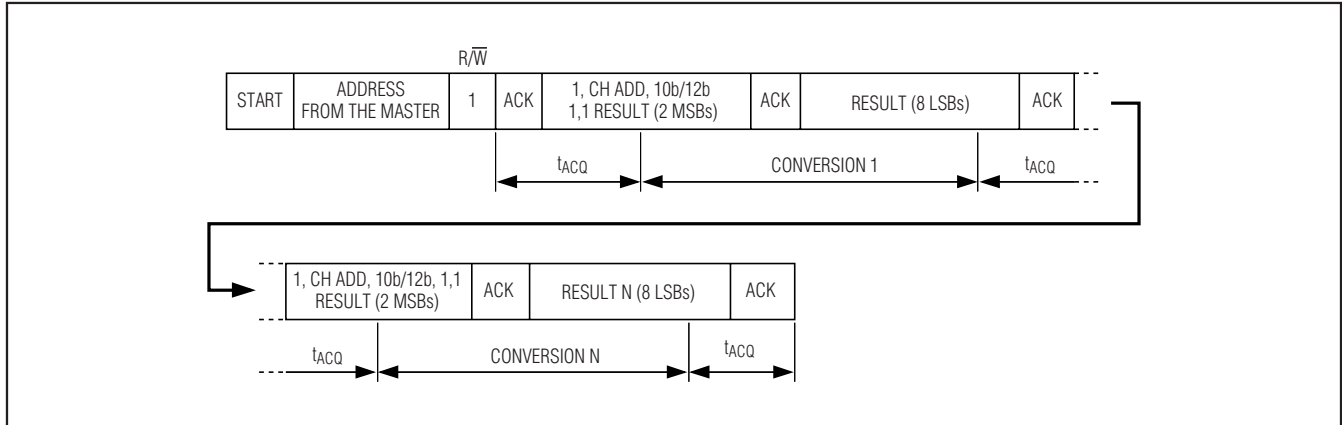 R/W̅
START
ADDRESS
FROM THE MASTER
1
ACK
1, CH ADD, 10b/12b
1,1 RESULT (2 MSBs)
ACK
RESULT (8 LSBs)
ACK
tACQ
CONVERSION 1
tACQ
1, CH ADD, 10b/12b, 1,1
RESULT (2 MSBs)
ACK
RESULT N (8 LSBs)
ACK
tACQ
CONVERSION N
tACQ